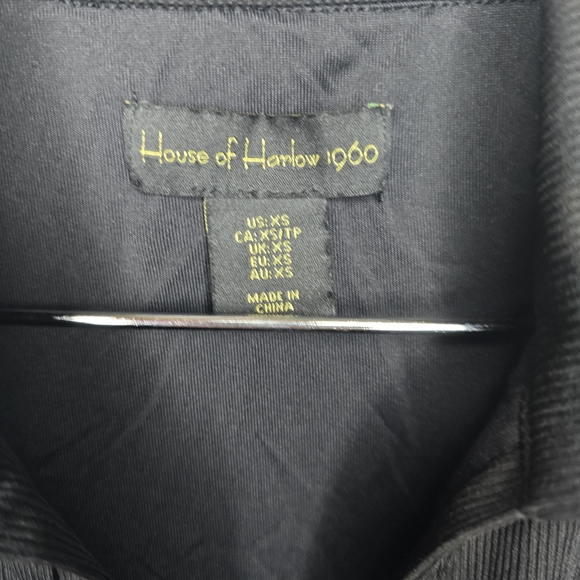 House of Harlow 1960
US: XS
CA: XS/TP
UK: XS
EU: XS
AU: XS
MADE IN
CHINA